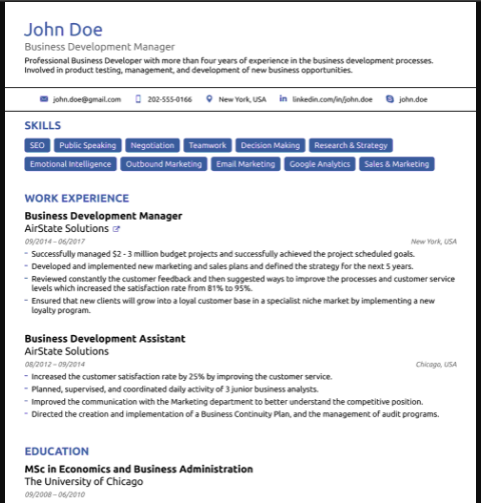 John Doe
Business Development Manager
Professional Business Developer with more than four years of experience in the business development processes.
Involved in product testing, management, and development of new business opportunities.
john.doe@gmail.com 202-555-0166 New York, USA linkedin.com/in/john.doe john.doe
SKILLS
SEO Public Speaking Negotiation Teamwork Decision Making Research & Strategy
Emotional Intelligence Outbound Marketing Email Marketing Google Analytics Sales & Marketing
WORK EXPERIENCE
Business Development Manager
AirState Solutions
09/2014 – 06/2017 New York, USA
– Successfully managed $2 - 3 million budget projects and successfully achieved the project scheduled goals.
– Developed and implemented new marketing and sales plans and defined the strategy for the next 5 years.
– Reviewed constantly the customer feedback and then suggested ways to improve the processes and customer service
levels which increased the satisfaction rate from 81% to 95%.
– Ensured that new clients will grow into a loyal customer base in a specialist niche market by implementing a new
loyalty program.
Business Development Assistant
AirState Solutions
08/2012 – 09/2014 Chicago, USA
– Increased the customer satisfaction rate by 25% by improving the customer service.
– Planned, supervised, and coordinated daily activity of 3 junior business analysts.
– Improved the communication with the Marketing department to better understand the competitive position.
– Directed the creation and implementation of a Business Continuity Plan, and the management of audit programs.
EDUCATION
MSc in Economics and Business Administration
The University of Chicago
09/2008 – 06/2010